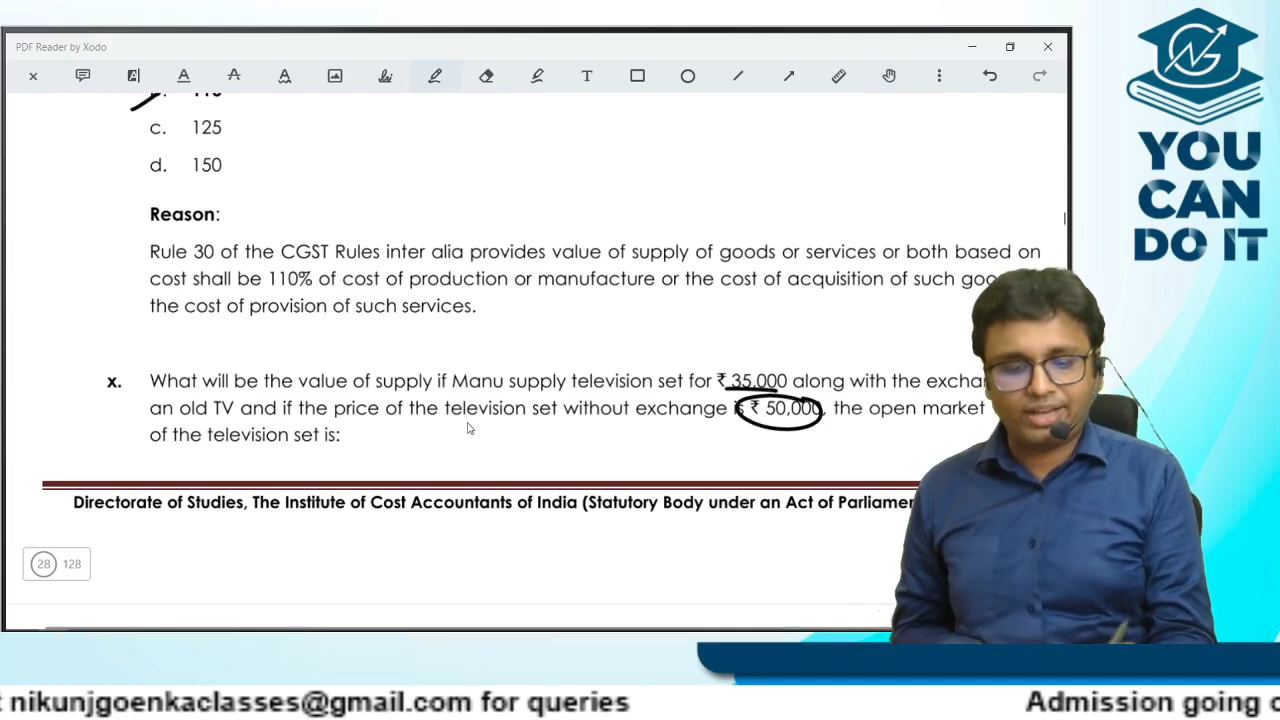 PDF Reader by Xodo
c. 125
d. 150
Reason:
Rule 30 of the CGST Rules inter alia provides value of supply of goods or services or both based on
cost shall be 110% of cost of production or manufacture or the cost of acquisition of such
the cost of provision of such services.
x. What will be the value of supply if Manu supply television set for ₹ 35,000 along with the
an old TV and if the price of the television set without exchange is ₹ 50,000, the open market
of the television set is:
Directorate of Studies, The Institute of Cost Accountants of India (Statutory Body under an Act of
28 128
YOU
CAN
DO IT
nikunjgoenkaclasses@gmail.com for queries
Admission going